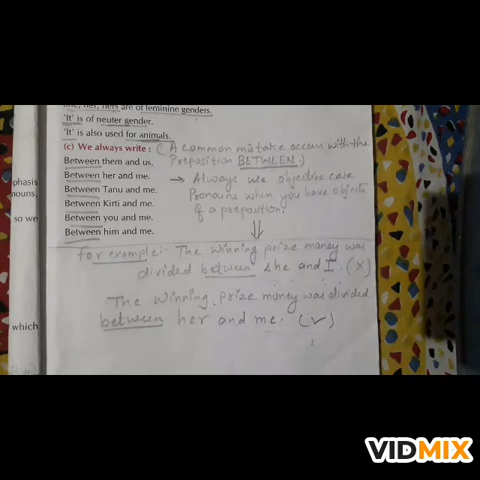 she, her, hers are of feminine genders.
'It' is of neuter gender.
'It' is also used for animals.
(c) We always write : ( A common mistake occurs with the
Between them and us. Preposition BETWEEN.)
Between her and me. → Always use objective case
Between Tanu and me. Pronouns when you have objects
Between Kirti and me. of a preposition.
Between you and me.
Between him and me.
For example:- The winning prize money was
divided between she and I. (X)
The winning prize money was divided
between her and me. (✓)
phasis
nouns,
so we
which
VIDMIX